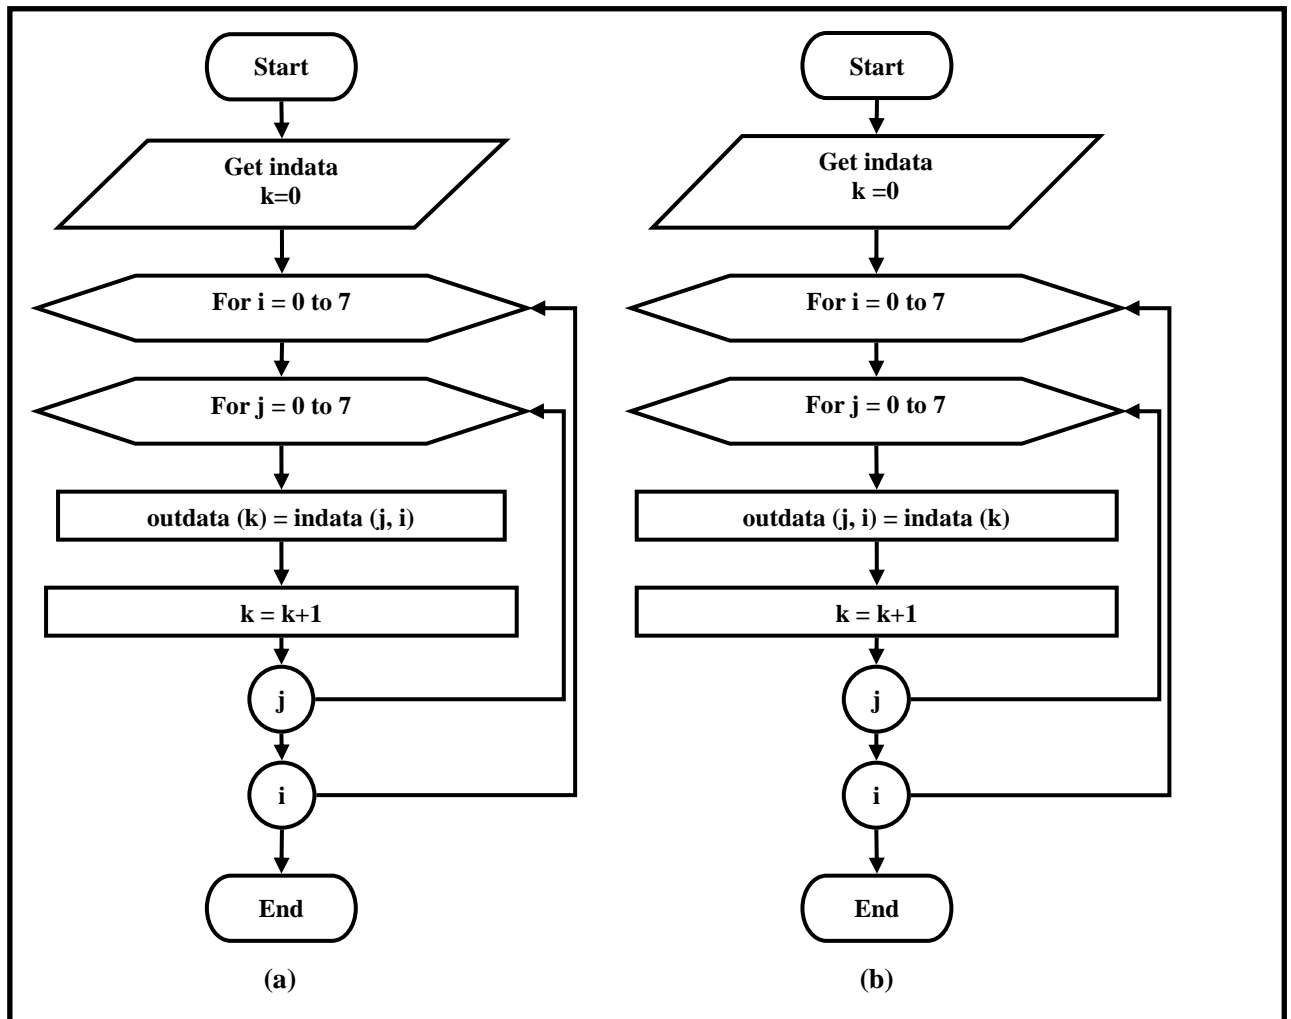 Start
Get indata
k=0
For i = 0 to 7
For j = 0 to 7
outdata (k) = indata (j, i)
k = k+1
j
i
End
(a)
Start
Get indata
k =0
For i = 0 to 7
For j = 0 to 7
outdata (j, i) = indata (k)
k = k+1
j
i
End
(b)